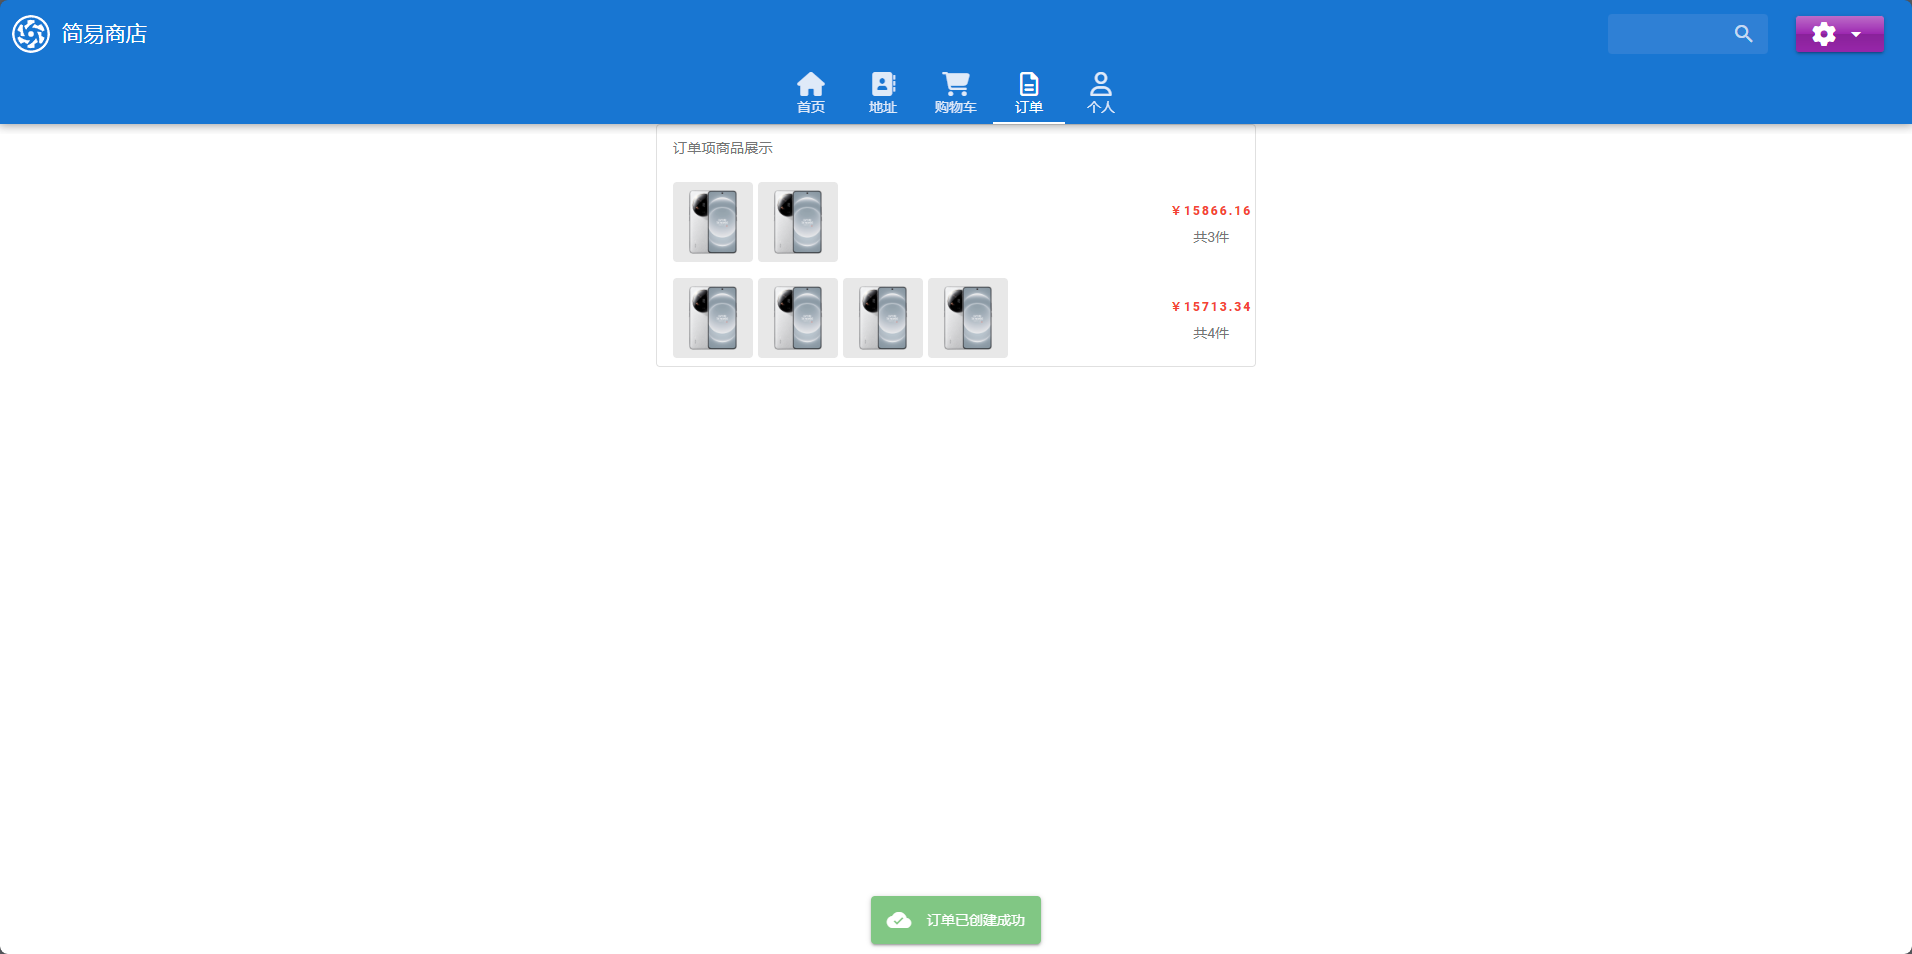 简易商店
首页
地址
购物车
订单
个人
订单项商品展示
￥15866.16
共3件
￥15713.34
共4件
订单已创建成功